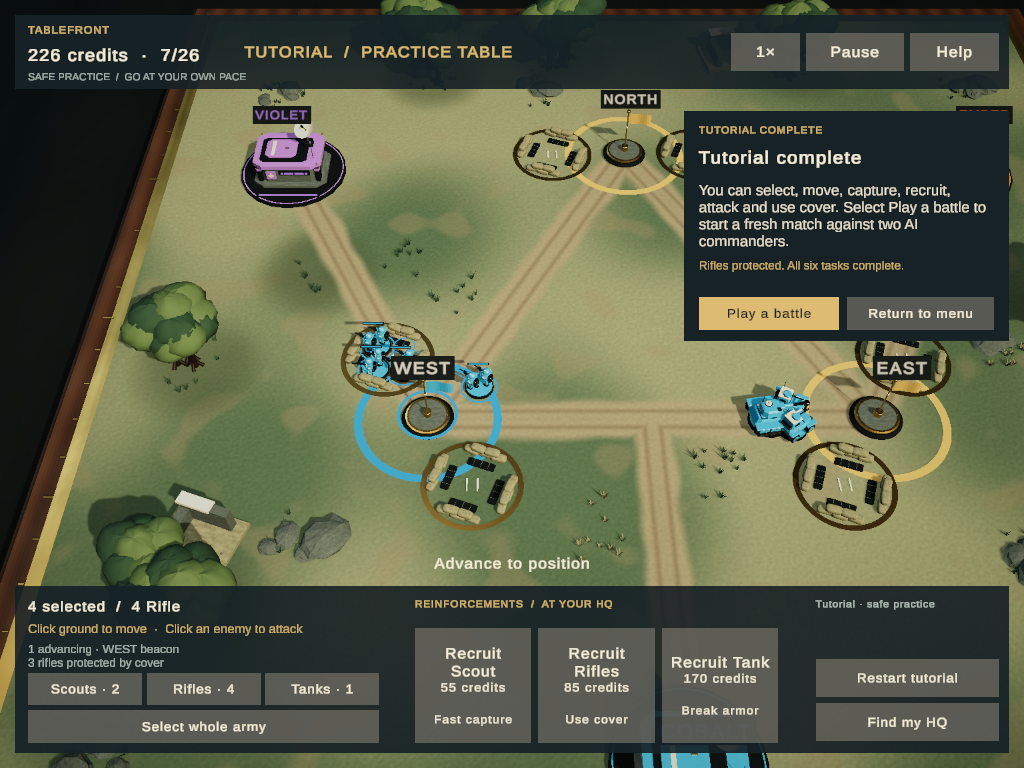 TABLEFRONT
226 credits · 7/26
SAFE PRACTICE / GO AT YOUR OWN PACE
TUTORIAL / PRACTICE TABLE
1×
Pause
Help
VIOLET
NORTH
TUTORIAL COMPLETE
Tutorial complete
You can select, move, capture, recruit,
attack and use cover. Select Play a battle to
start a fresh match against two AI
commanders.
Rifles protected. All six tasks complete.
Play a battle
Return to menu
WEST
EAST
Advance to position
4 selected / 4 Rifle
Click ground to move · Click an enemy to attack
1 advancing · WEST beacon
3 rifles protected by cover
Scouts · 2
Rifles · 4
Tanks · 1
Select whole army
REINFORCEMENTS / AT YOUR HQ
Recruit
Scout
55 credits
Fast capture
Recruit
Rifles
85 credits
Use cover
Recruit Tank
170 credits
Break armor
COBALT
Tutorial · safe practice
Restart tutorial
Find my HQ